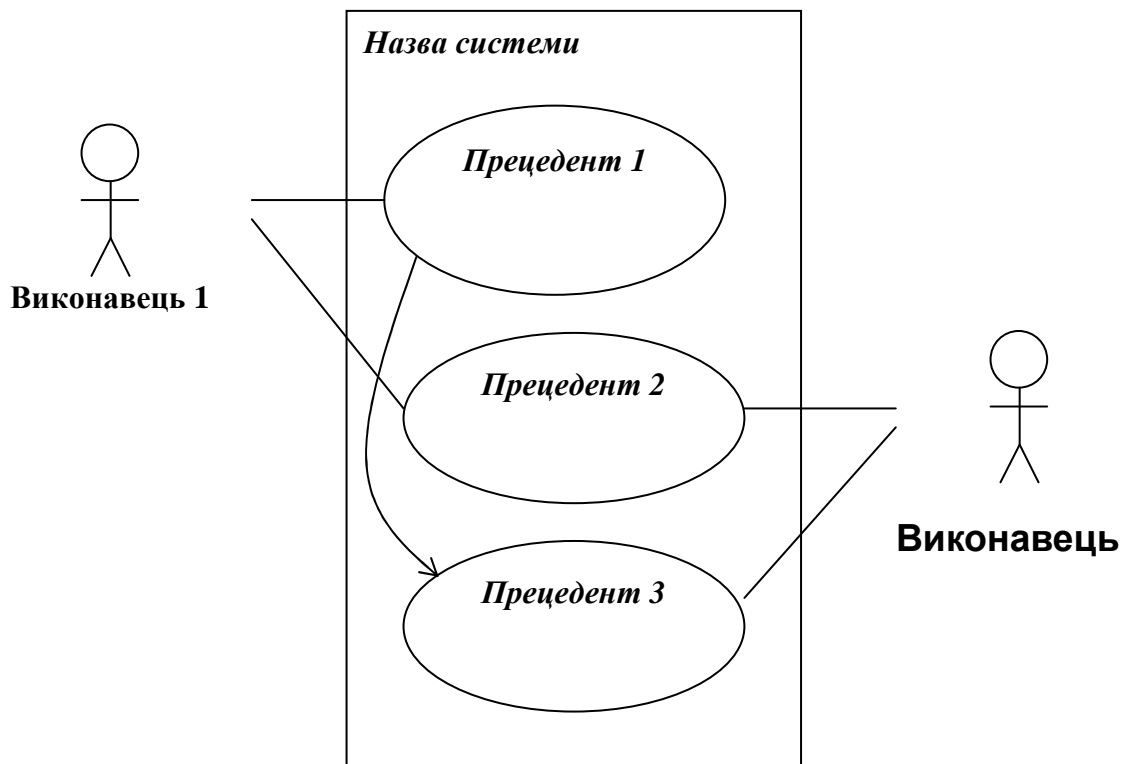 Назва системи
Прецедент 1
Виконавець 1
Прецедент 2
Виконавець
Прецедент 3